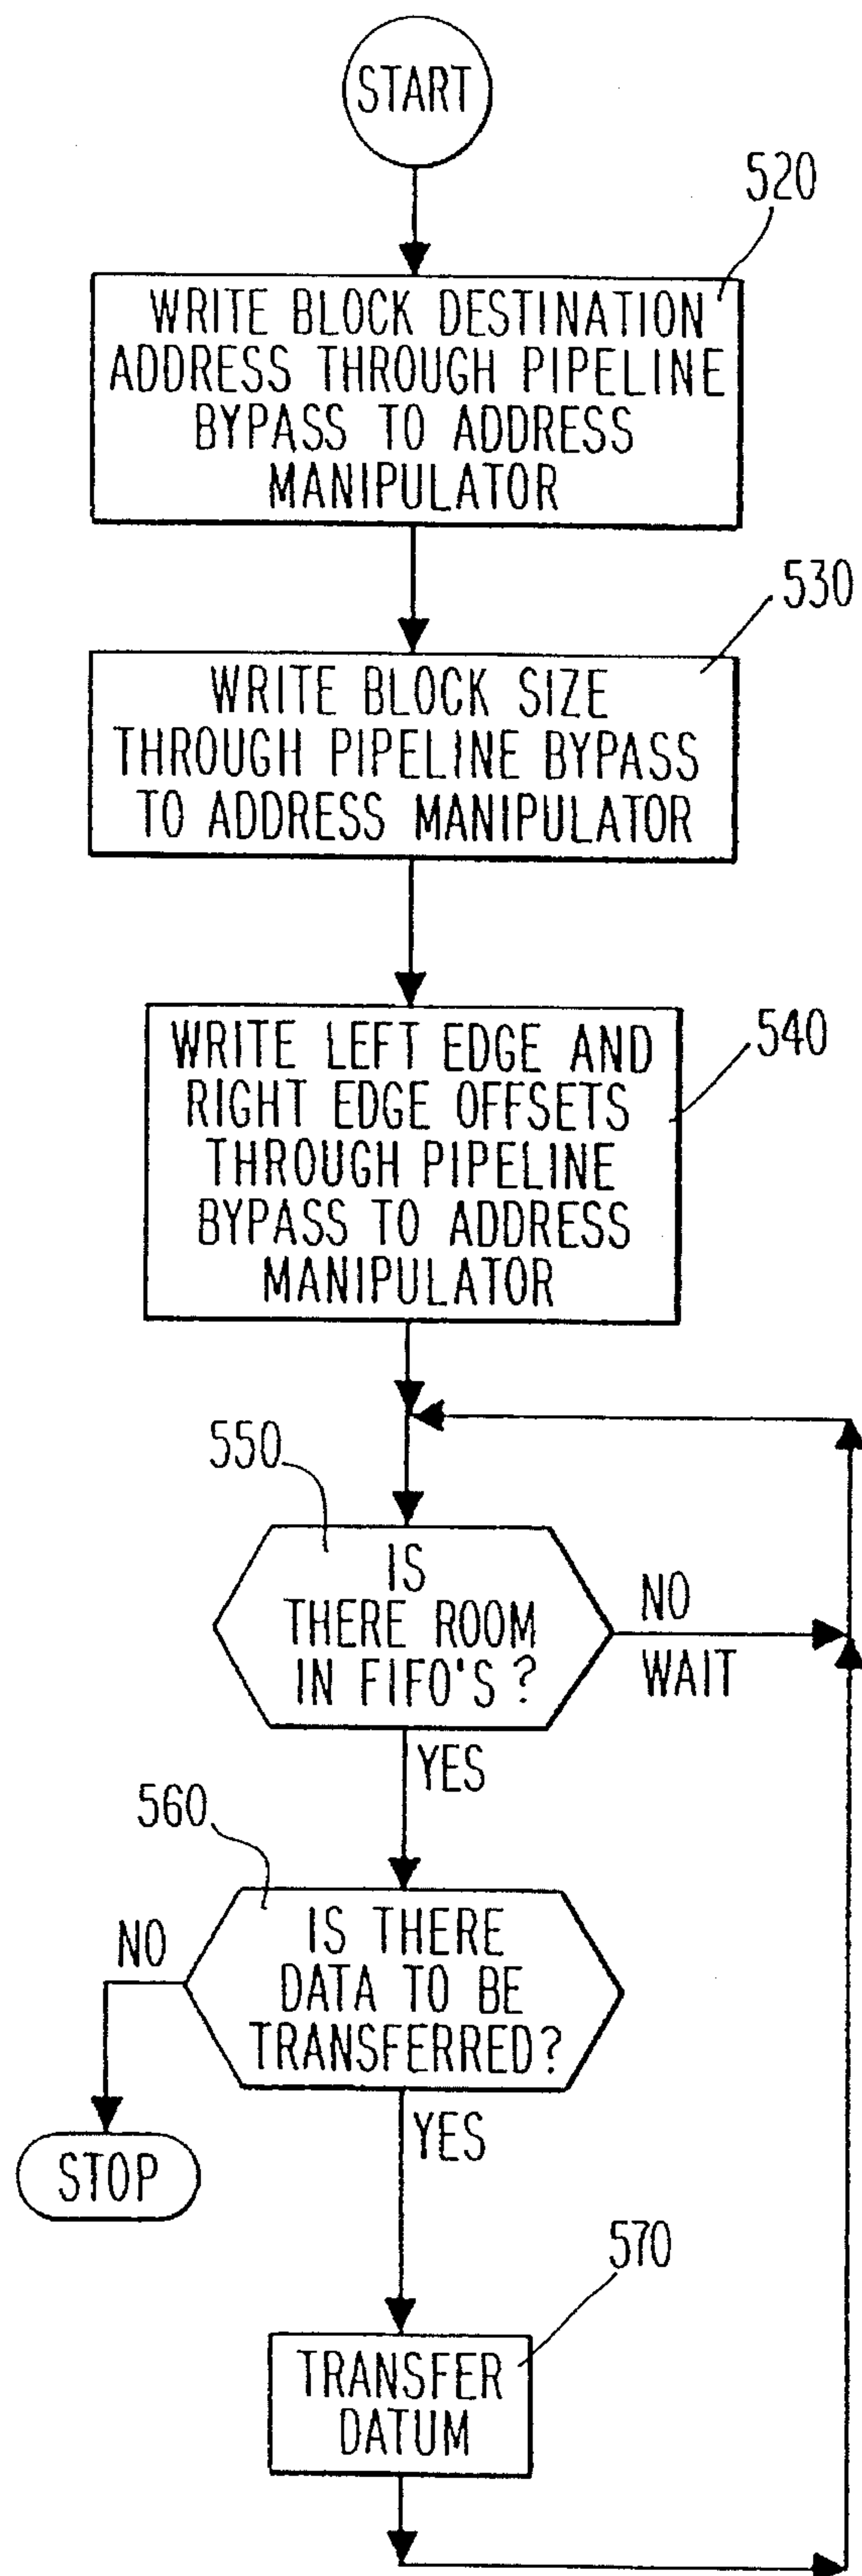 START
520
WRITE BLOCK DESTINATION
ADDRESS THROUGH PIPELINE
BYPASS TO ADDRESS
MANIPULATOR
530
WRITE BLOCK SIZE
THROUGH PIPELINE BYPASS
TO ADDRESS MANIPULATOR
540
WRITE LEFT EDGE AND
RIGHT EDGE OFFSETS
THROUGH PIPELINE
BYPASS TO ADDRESS
MANIPULATOR
550
IS
THERE ROOM
IN FIFO'S ?
NO
WAIT
YES
560
IS THERE
DATA TO BE
TRANSFERRED?
NO
STOP
YES
570
TRANSFER
DATUM